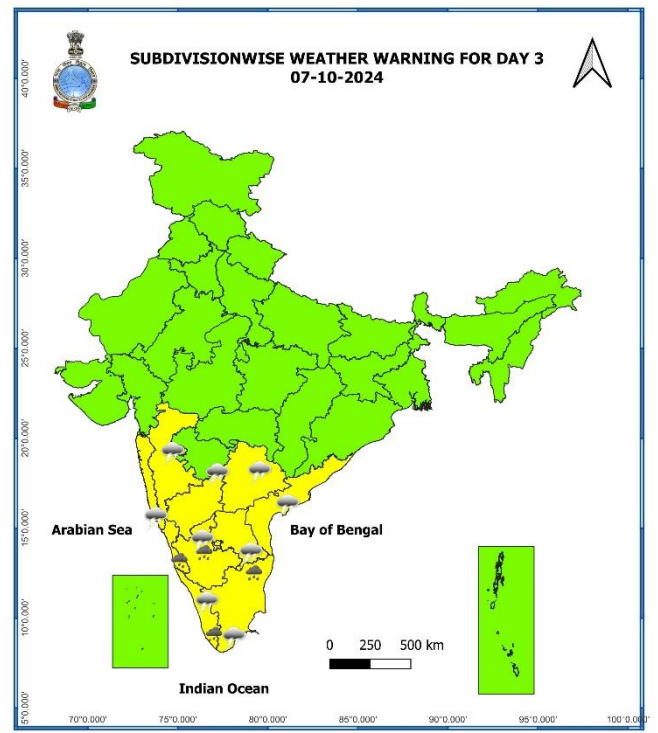 SUBDIVISIONWISE WEATHER WARNING FOR DAY 3
07-10-2024
40°0.000'
35°0.000'
30°0.000'
25°0.000'
20°0.000'
Arabian Sea
Bay of Bengal
15°0.000'
10°0.000'
0 250 500 km
Indian Ocean
5°0.000'
70°0.000' 75°0.000' 80°0.000' 85°0.000' 90°0.000' 95°0.000' 100°0.000'